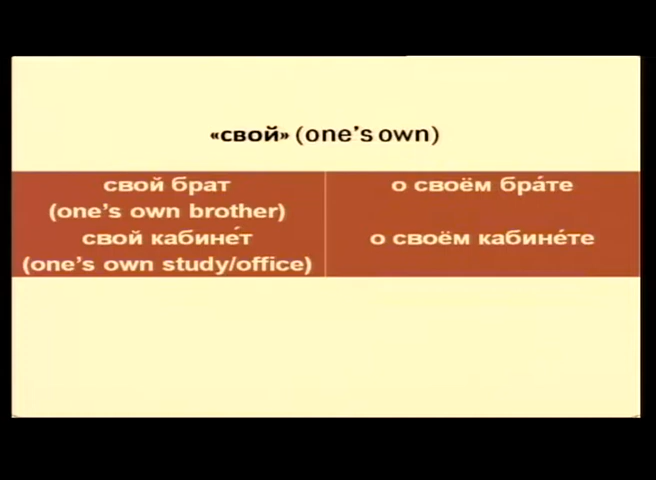 «свой» (one's own)
свой брат
(one's own brother)
свой кабине́т
(one's own study/office)
о своём бра́те
о своём кабине́те